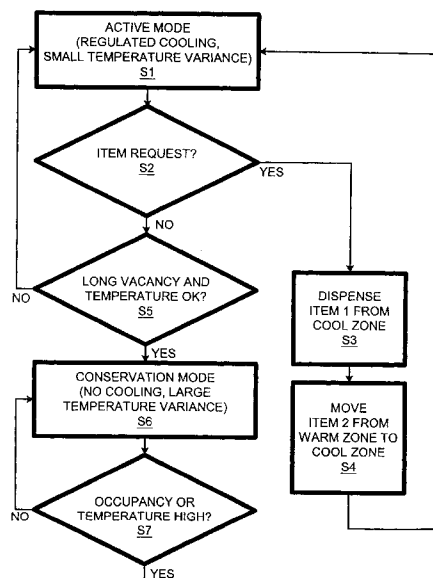 ACTIVE MODE
(REGULATED COOLING,
SMALL TEMPERATURE VARIANCE)
S1
ITEM REQUEST?
S2
YES
NO
LONG VACANCY AND
TEMPERATURE OK?
S5
NO
YES
DISPENSE
ITEM 1 FROM
COOL ZONE
S3
MOVE
ITEM 2 FROM
WARM ZONE TO
COOL ZONE
S4
CONSERVATION MODE
(NO COOLING, LARGE
TEMPERATURE VARIANCE)
S6
OCCUPANCY OR
TEMPERATURE HIGH?
S7
NO
YES